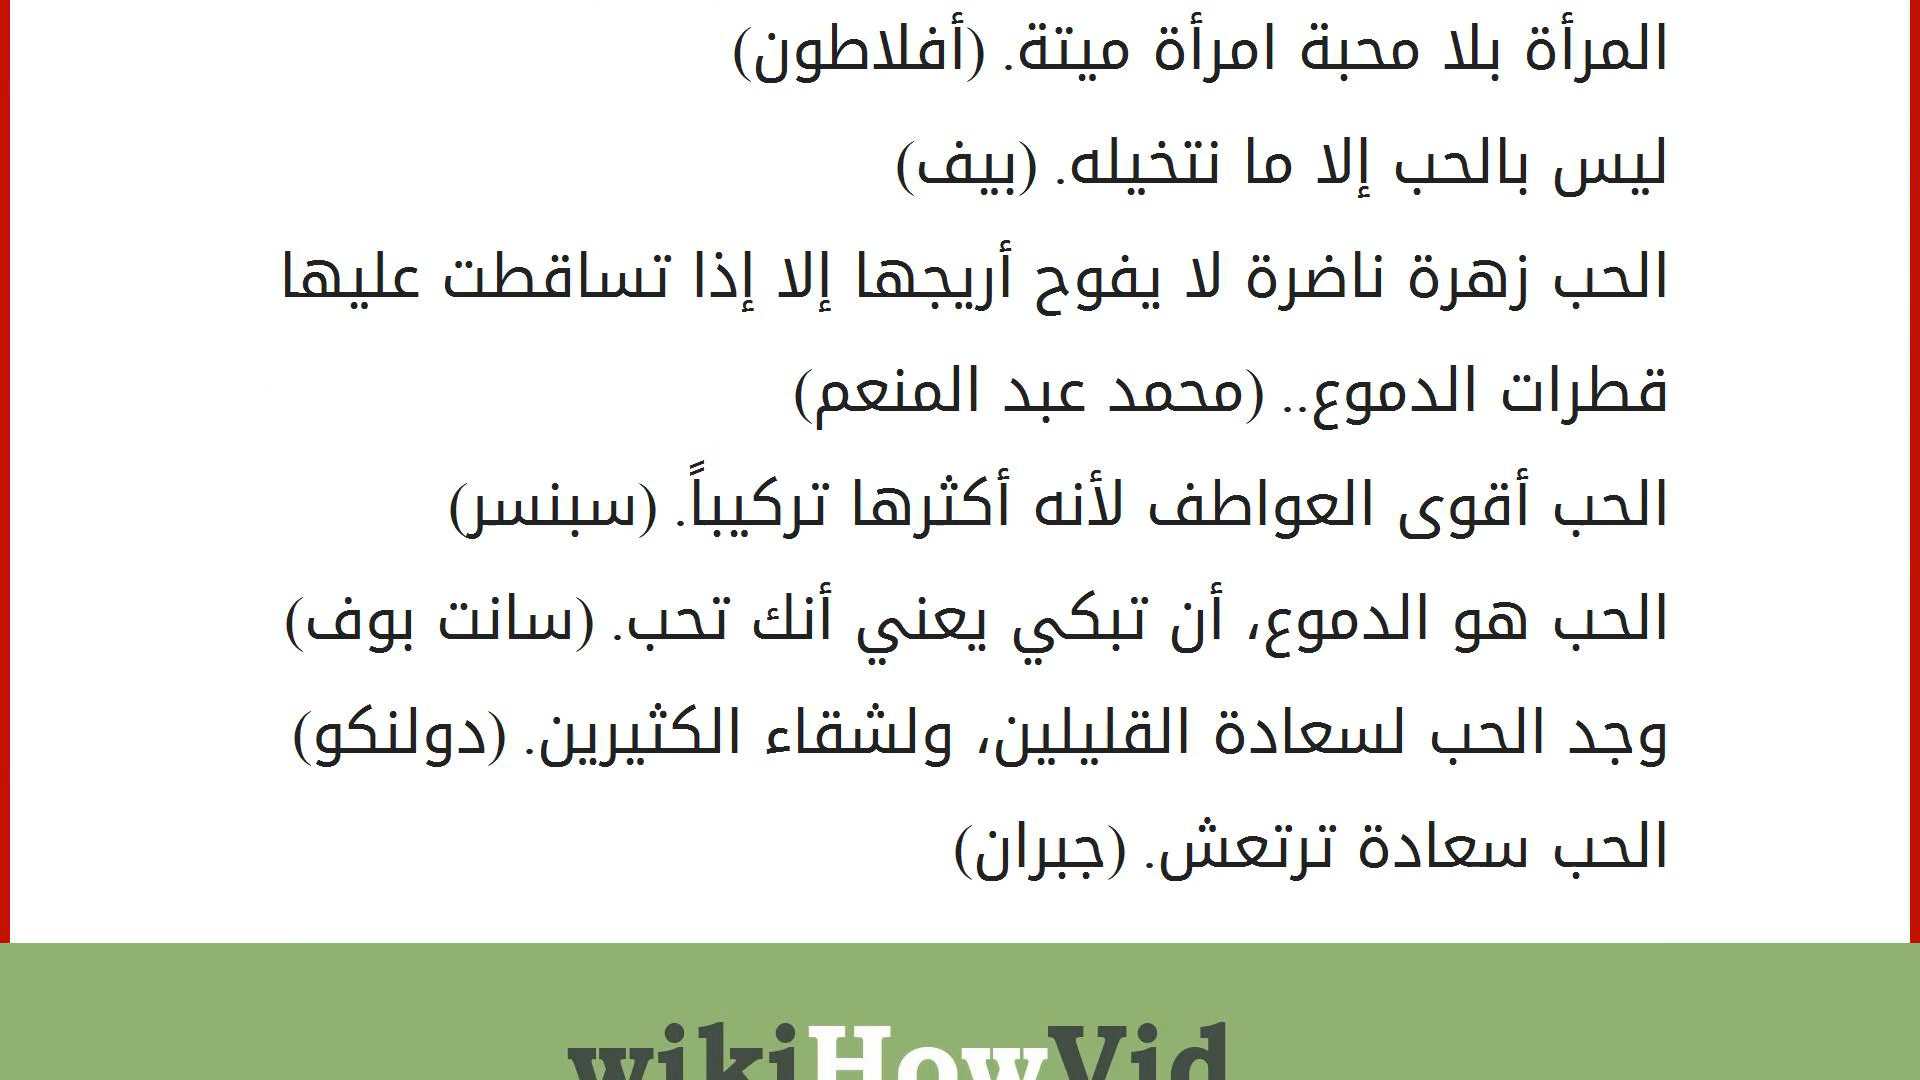 المرأة بلا محبة امرأة ميتة. (أفلاطون)
ليس بالحب إلا ما نتخيله. (بيف)
الحب زهرة ناضرة لا يفوح أريجها إلا إذا تساقطت عليها
قطرات الدموع.. (محمد عبد المنعم)
الحب أقوى العواطف لأنه أكثرها تركيباً. (سبنسر)
الحب هو الدموع، أن تبكي يعني أنك تحب. (سانت بوف)
وجد الحب لسعادة القليلين، ولشقاء الكثيرين. (دولنكو)
الحب سعادة ترتعش. (جبران)
wikiHowVid